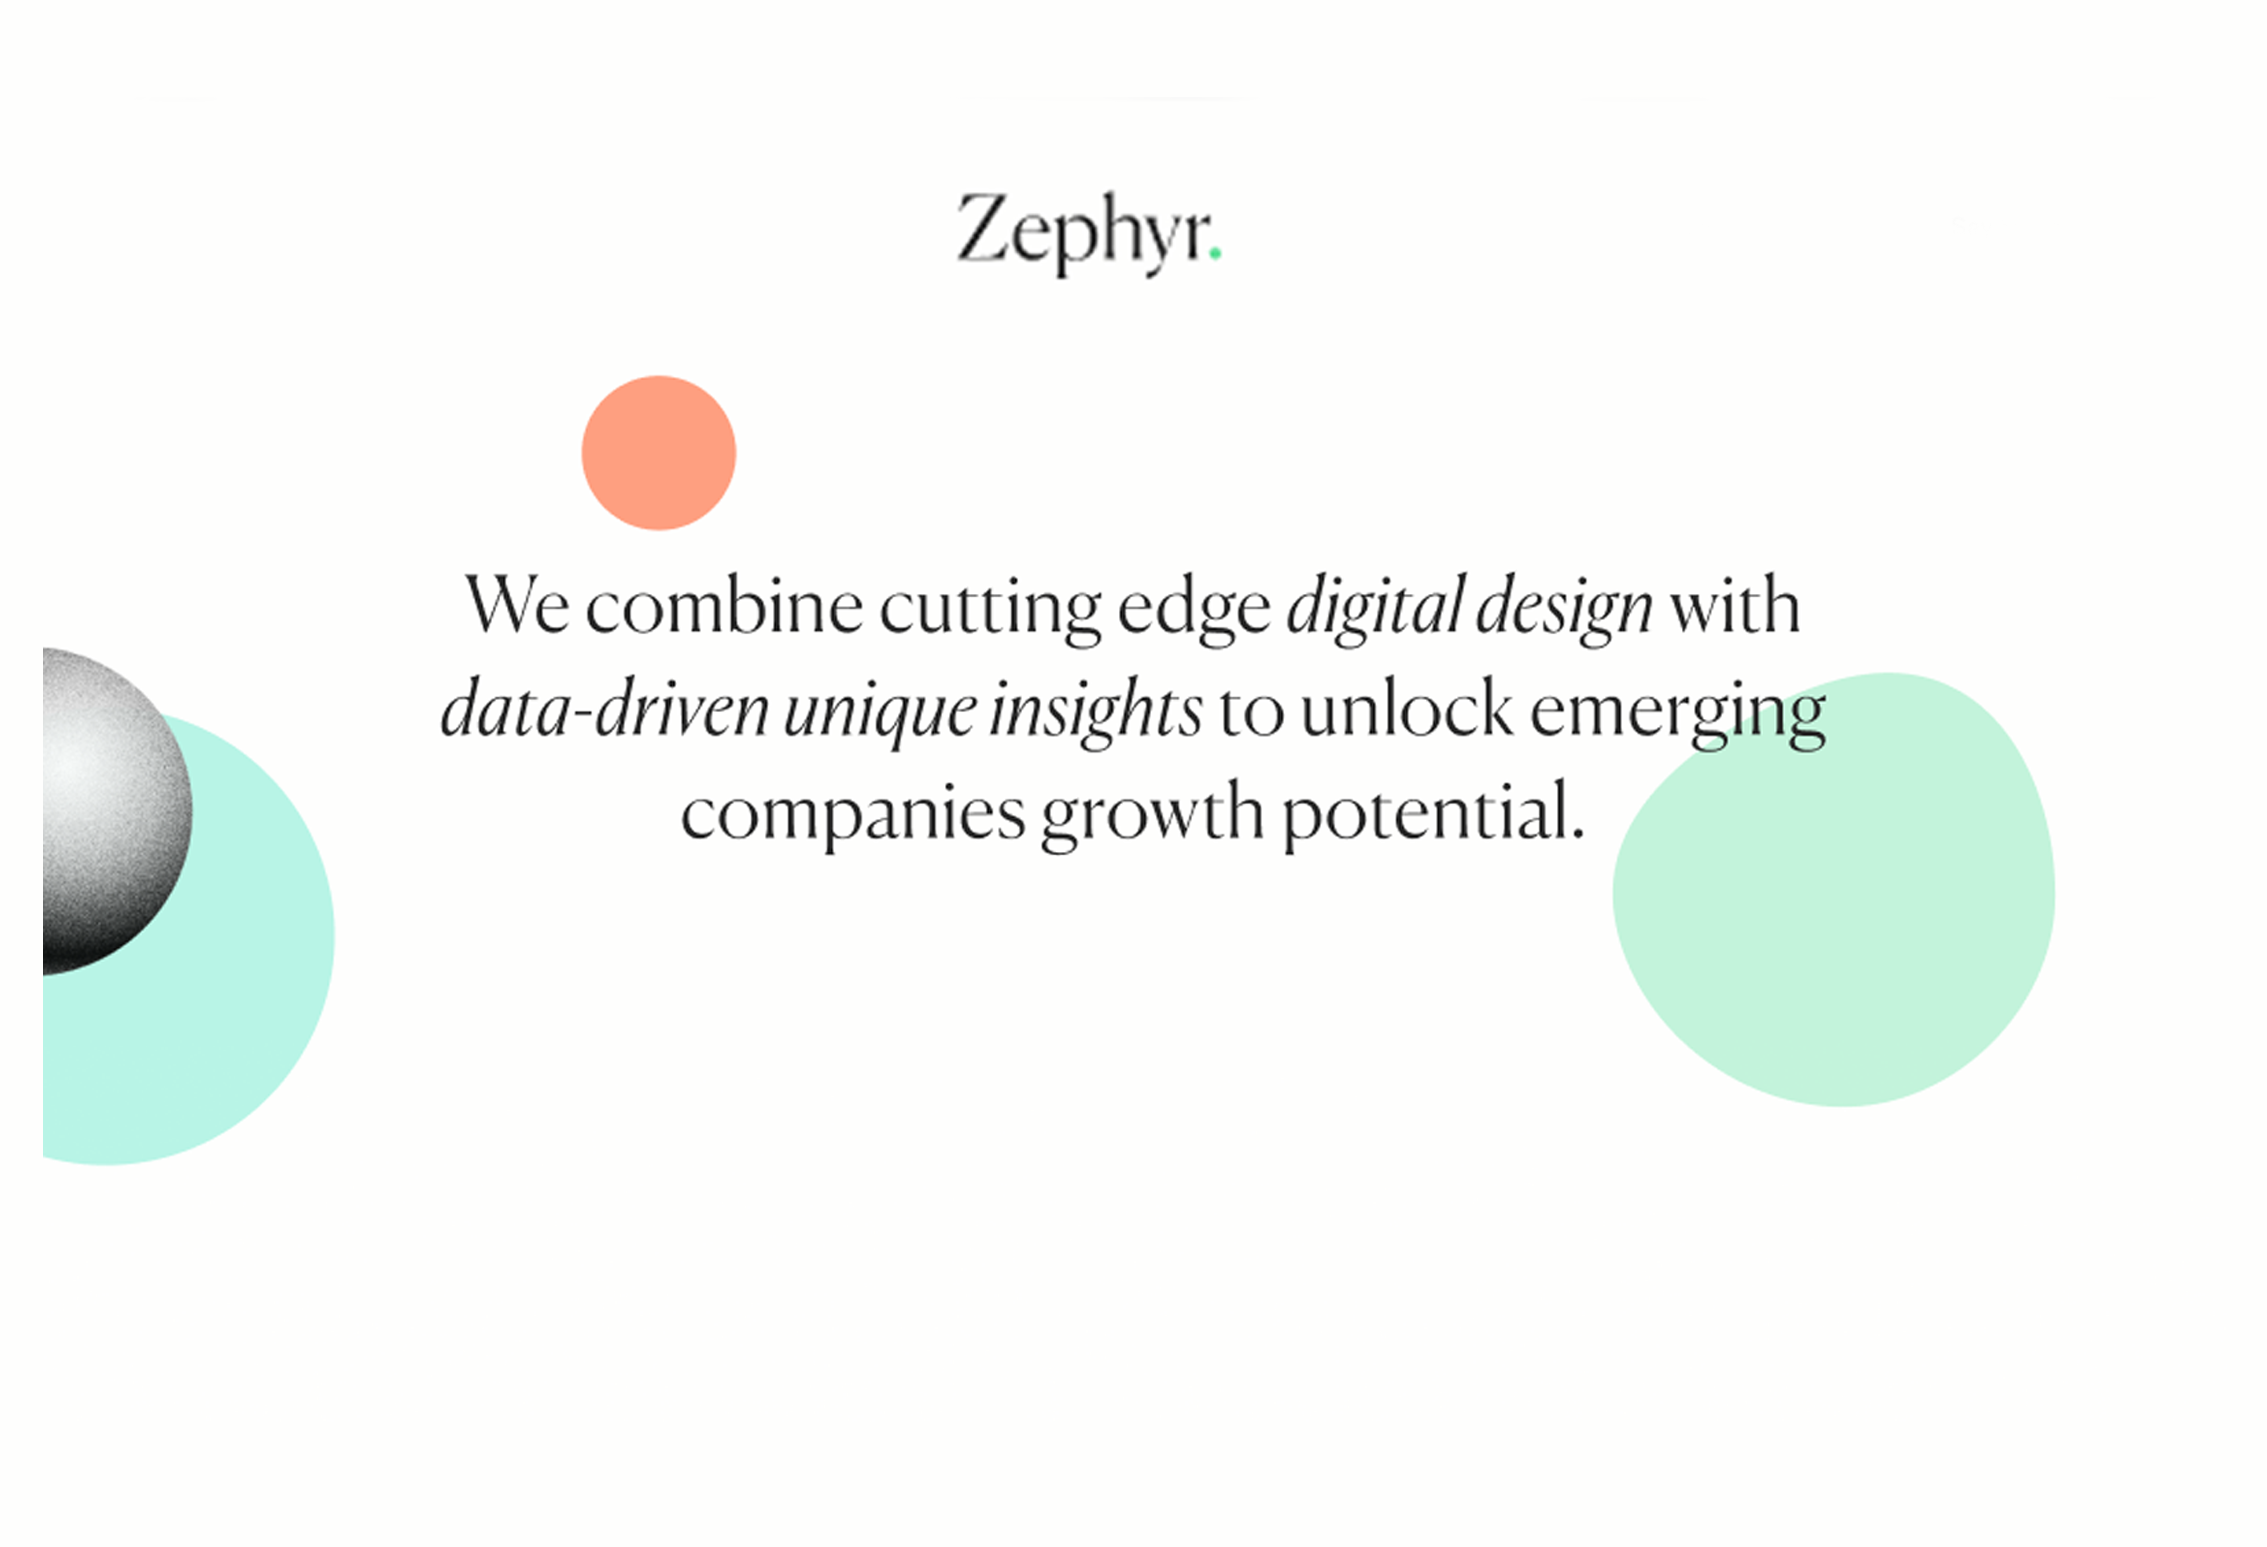 Zephyr.
We combine cutting edge digital design with
data-driven unique insights to unlock emerging
companies growth potential.